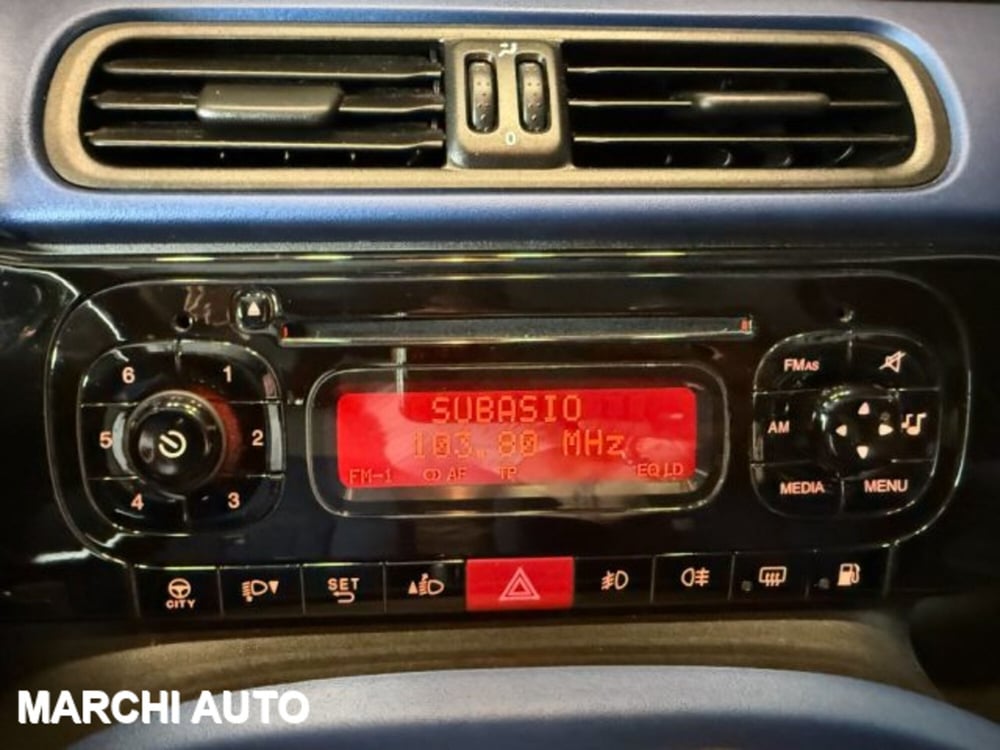 0
6 1
5 2
4 3
SUBASIO
103.80 MHz
FM-1 AF TP EQ LD
FMAS
AM
MEDIA MENU
CITY
SET
MARCHI AUTO